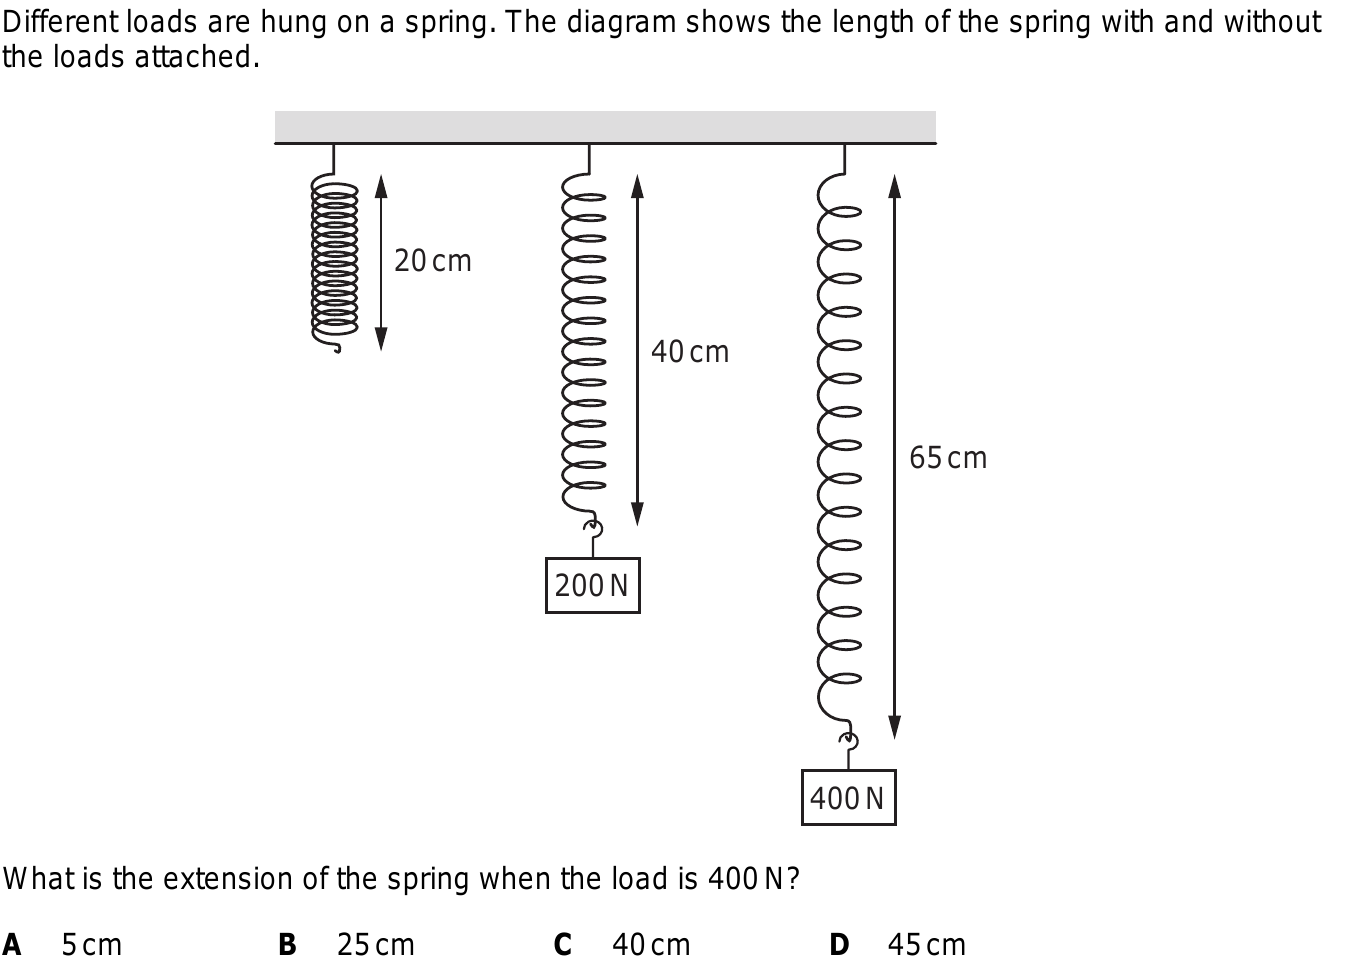 Different loads are hung on a spring. The diagram shows the length of the spring with and without
the loads attached.
20 cm
40 cm
65 cm
200 N
400 N
What is the extension of the spring when the load is 400 N?
A 5 cm B 25 cm C 40 cm D 45 cm